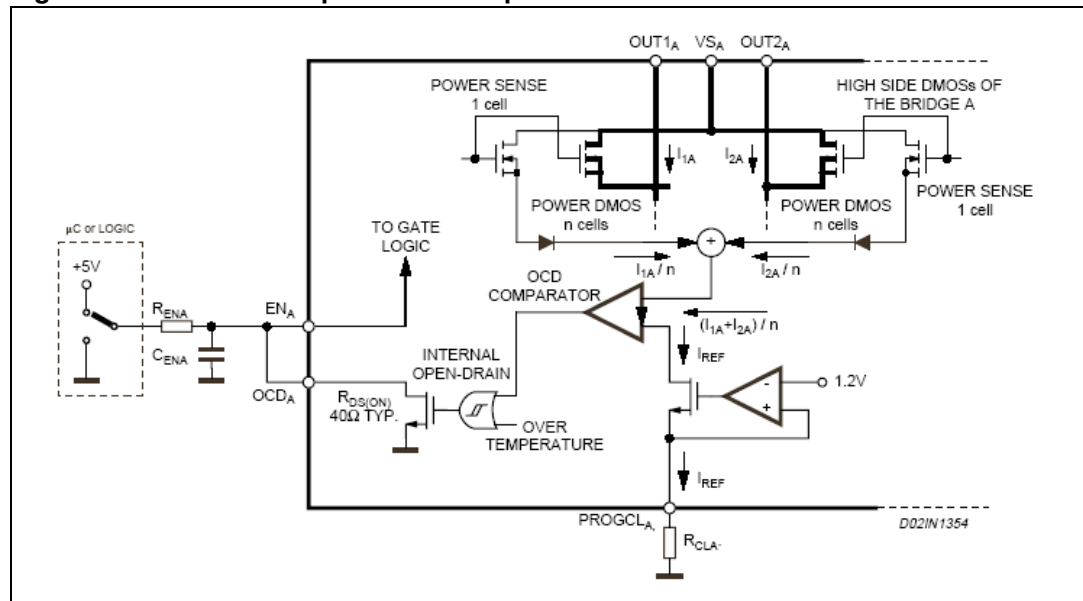 OUT1A VSA OUT2A
POWER SENSE
1 cell
HIGH SIDE DMOSs OF
THE BRIDGE A
I1A I2A
POWER DMOS
n cells
POWER DMOS
n cells
POWER SENSE
1 cell
µC or LOGIC
+5V
TO GATE
LOGIC
+
I1A / n I2A / n
OCD
COMPARATOR
RENA ENA
(I1A+I2A) / n
CENA
INTERNAL
OPEN-DRAIN
IREF
- 1.2V
+
OCDA
RDS(ON)
40Ω TYP.
OVER
TEMPERATURE
IREF
PROGCLA,
D02IN1354
RCLA-